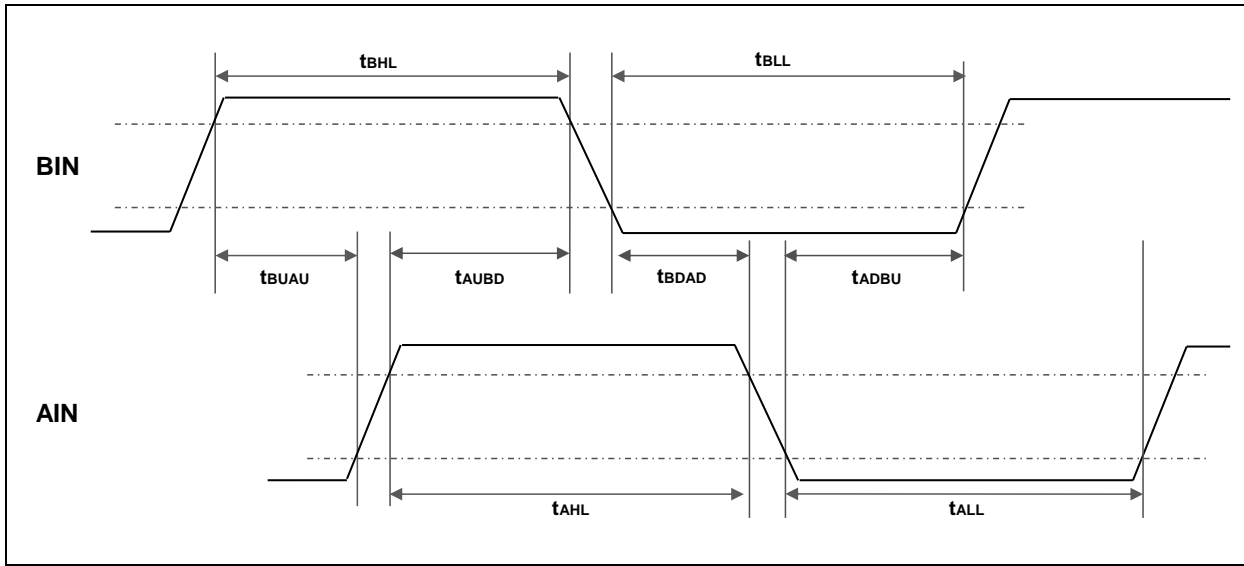 tBHL
tBLL
BIN
tBUAU
tAUBD
tBDAD
tADBU
AIN
tAHL
tALL